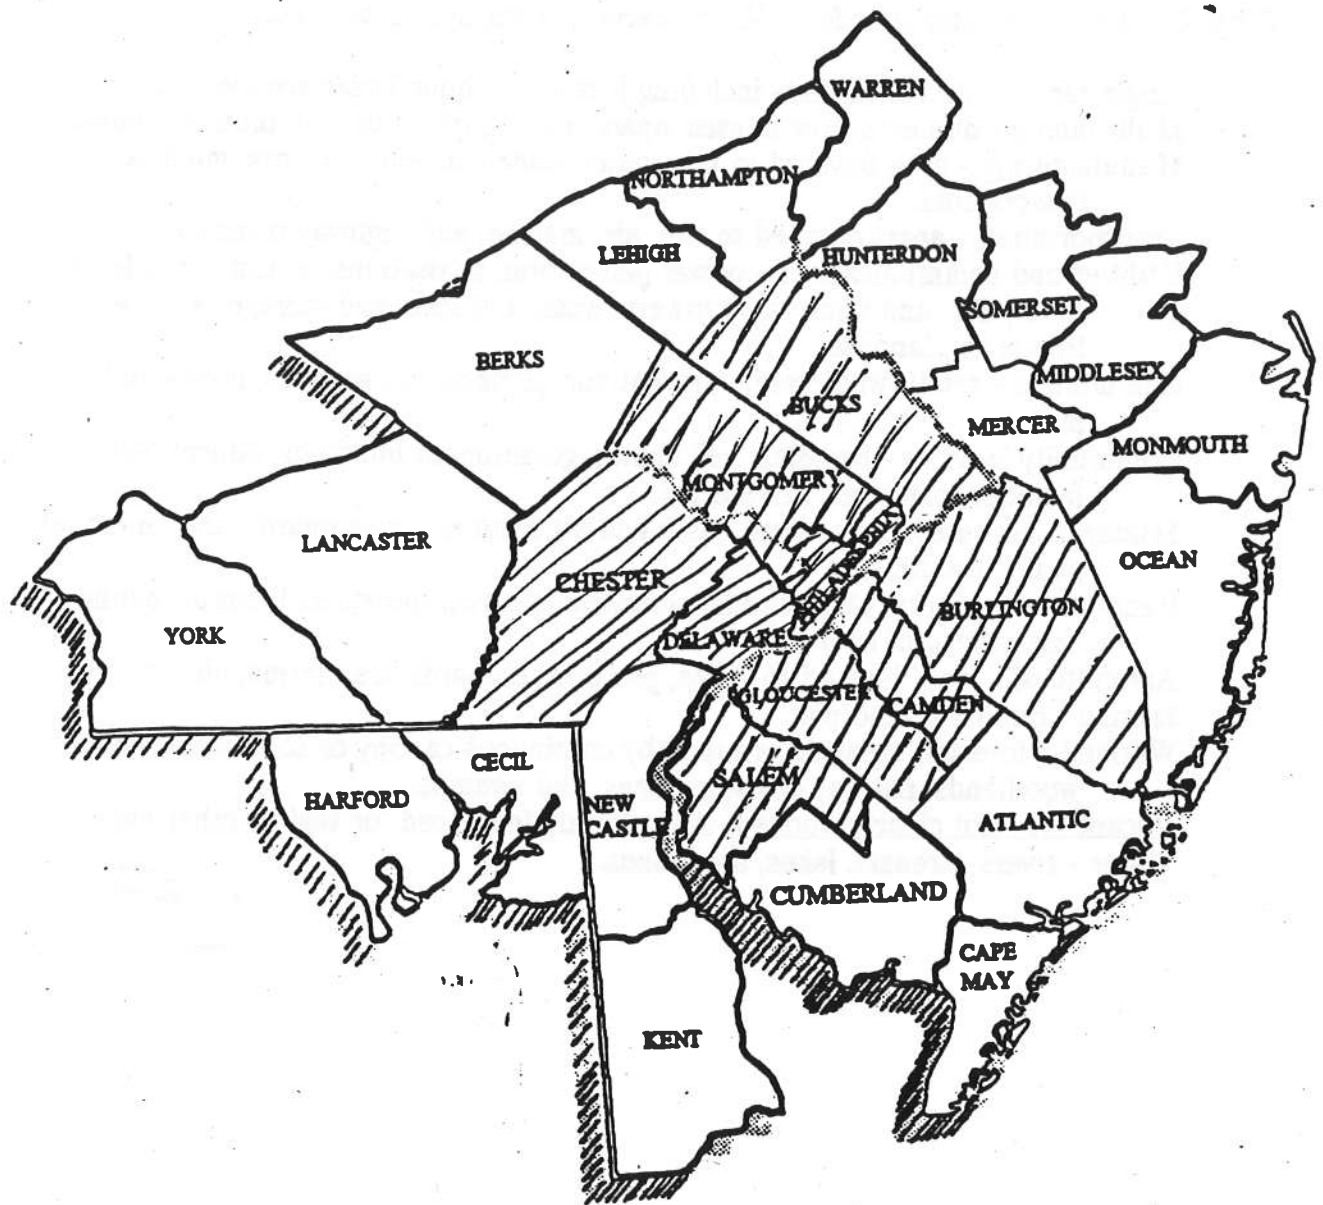 WARREN
NORTHAMPTON
LEHIGH
HUNTERDON
SOMERSET
BERKS
MIDDLESEX
BUCKS
MERCER
MONMOUTH
MONTGOMERY
LANCASTER
OCEAN
CHESTER
PHILADELPHIA
BURLINGTON
YORK
DELAWARE
GLOUCESTER
CAMDEN
CECIL
SALEM
HARFORD
NEW
CASTLE
ATLANTIC
CUMBERLAND
CAPE
MAY
KENT